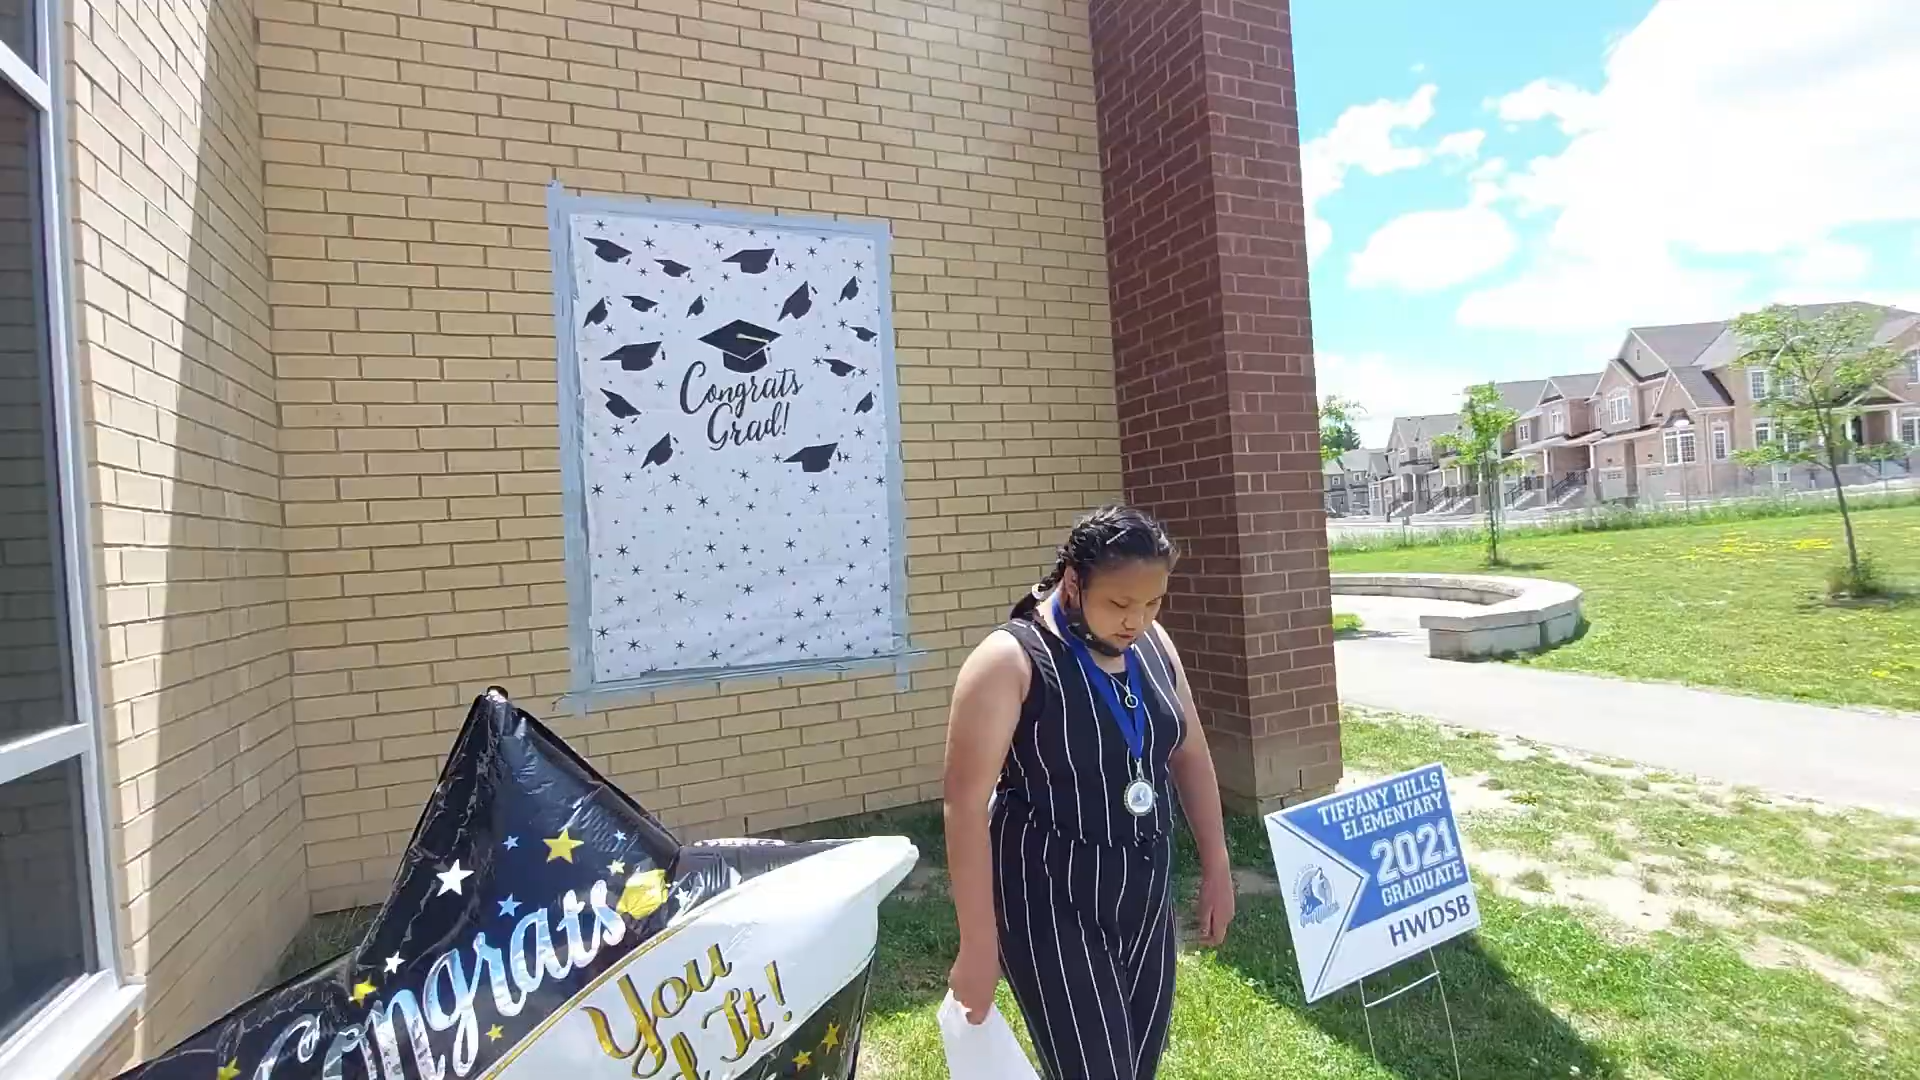 Congrats
Grad!
Congrats
You
It!
TIFFANY HILLS
ELEMENTARY
2021
GRADUATE
HWDSB